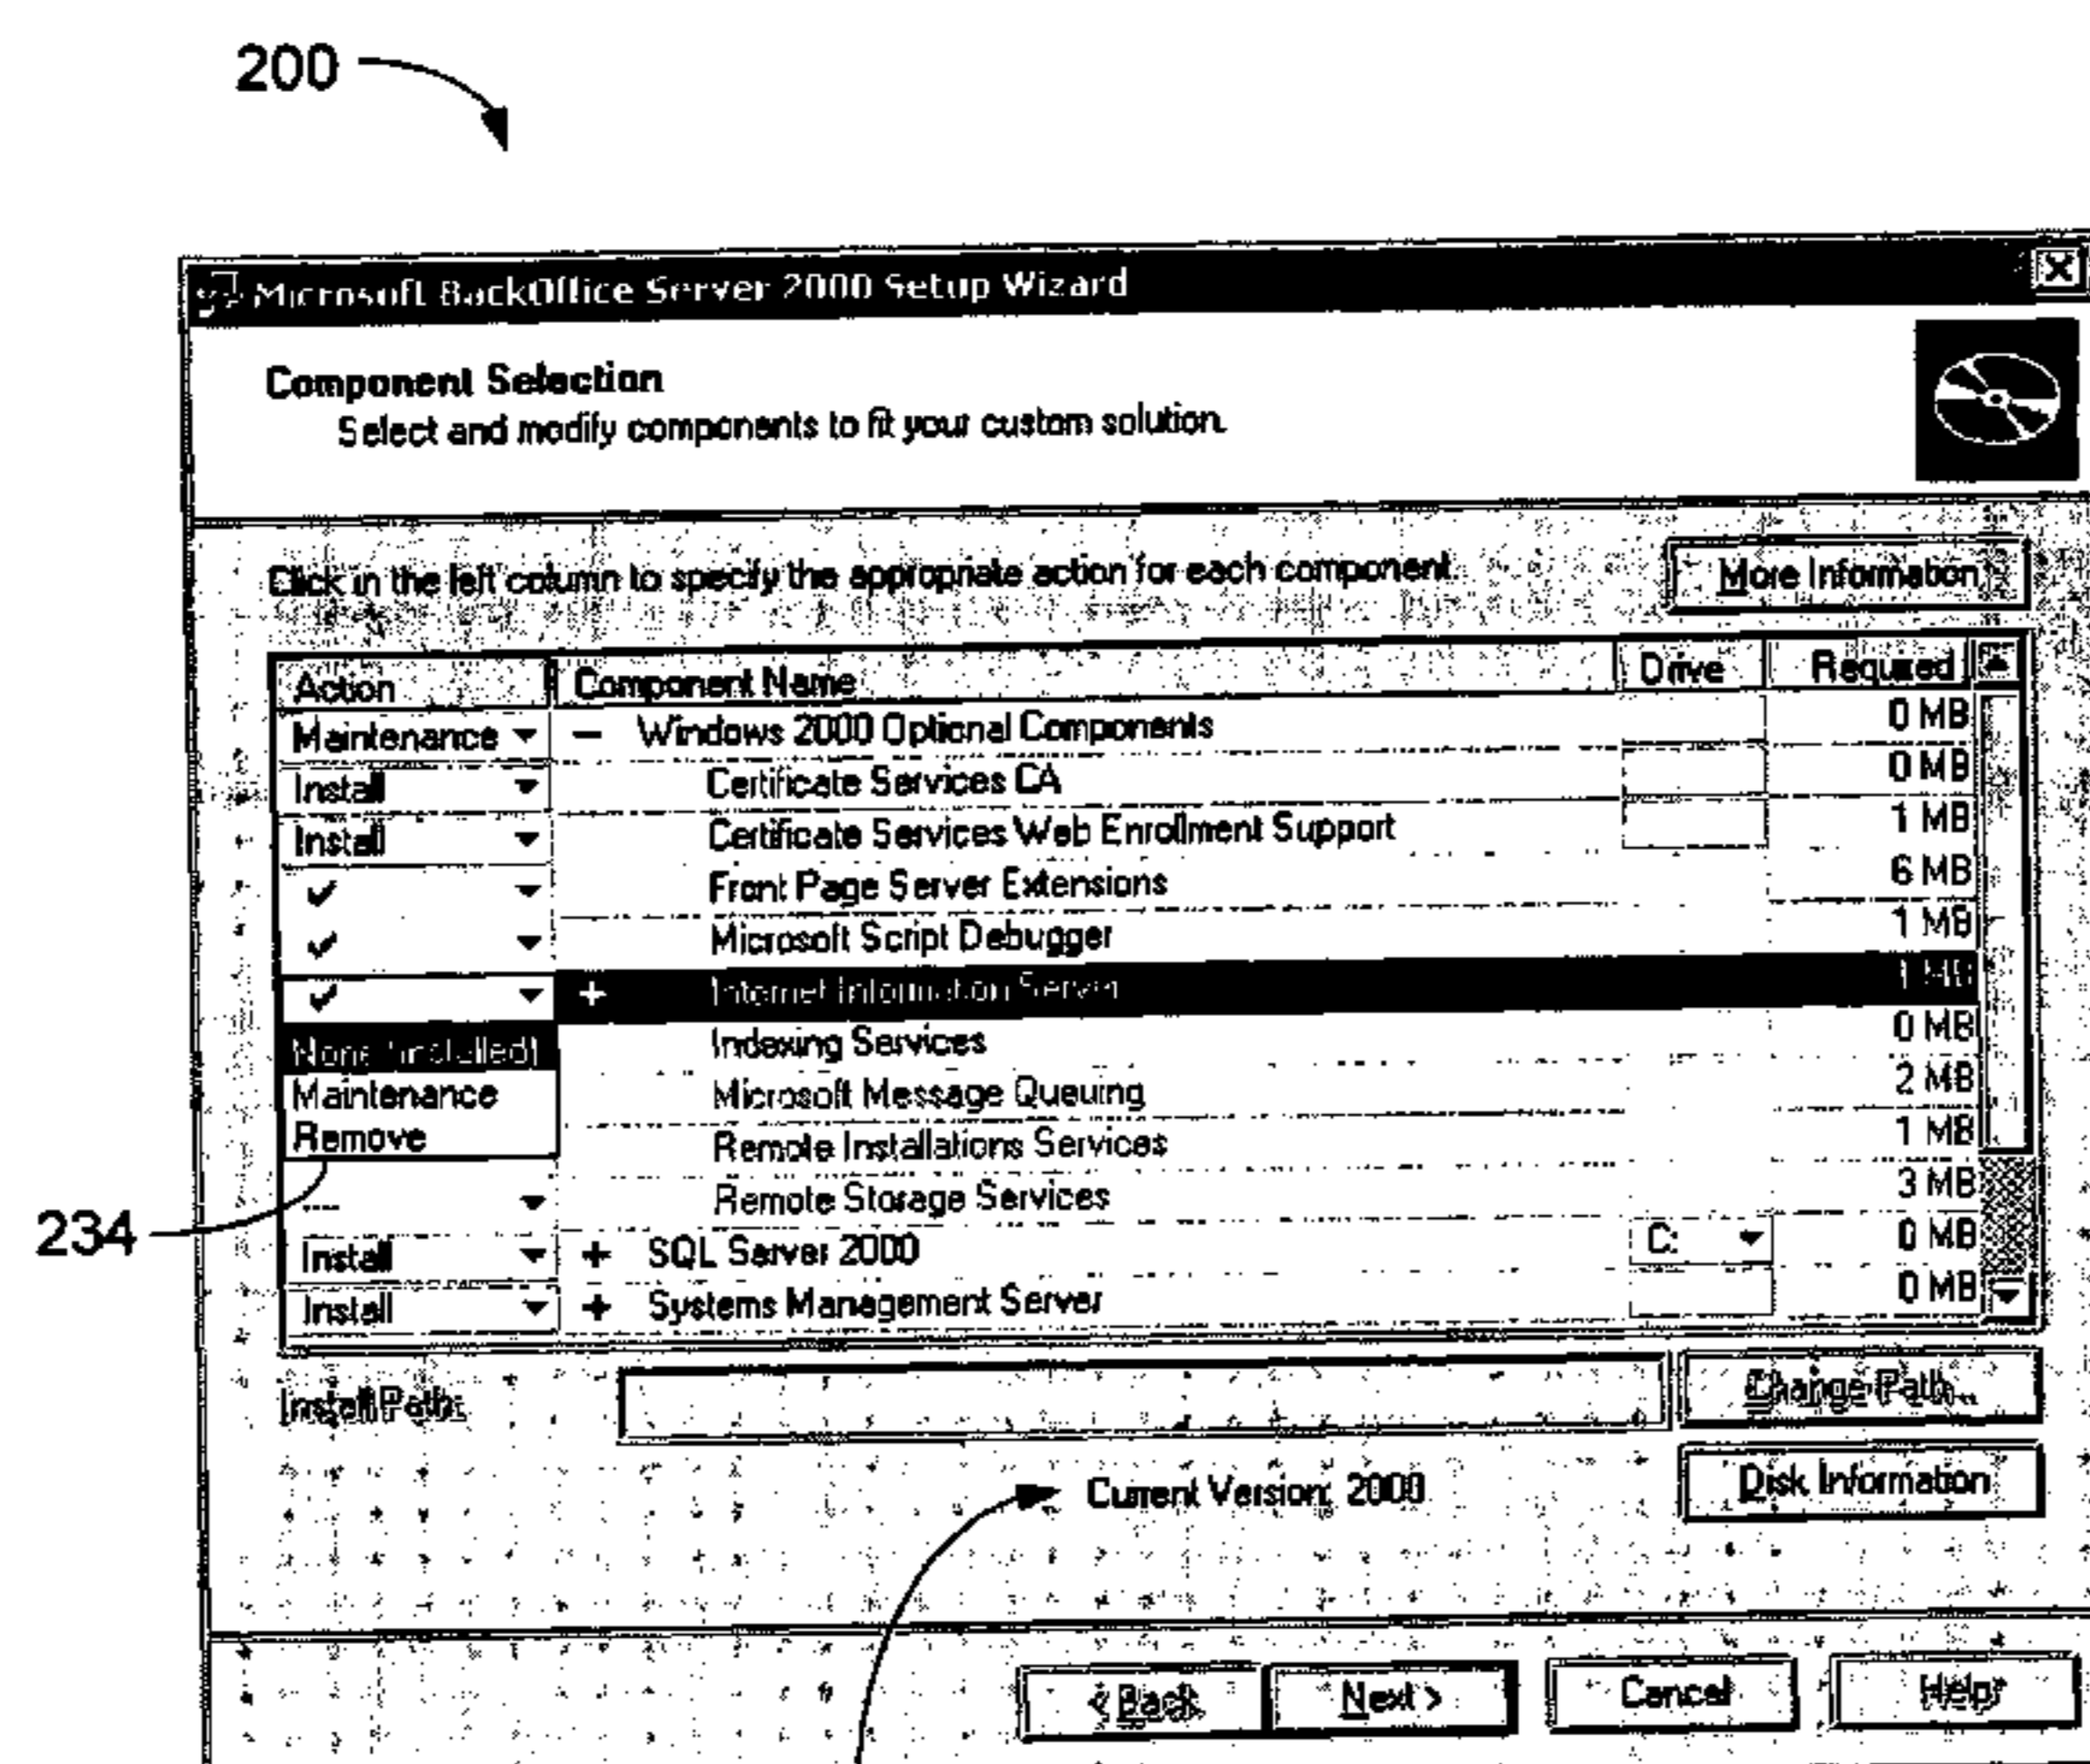 200
Microsoft BackOffice Server 2000 Setup Wizard
Component Selection
Select and modify components to fit your custom solution.
Click in the left column to specify the appropriate action for each component.
More Information
Action Component Name Drive Required
Maintenance − Windows 2000 Optional Components 0 MB
Install Certificate Services CA 0 MB
Install Certificate Services Web Enrollment Support 1 MB
✓ Front Page Server Extensions 6 MB
✓ Microsoft Script Debugger 1 MB
✓ + Internet Information Server 1 MB
None (installed) Indexing Services 0 MB
Maintenance Microsoft Message Queuing 2 MB
Remove Remote Installations Services 1 MB
--- Remote Storage Services 3 MB
234
Install + SQL Server 2000 C: 0 MB
Install + Systems Management Server 0 MB
Install Path: Change Path...
Current Version: 2000 Disk Information
< Back Next > Cancel Help